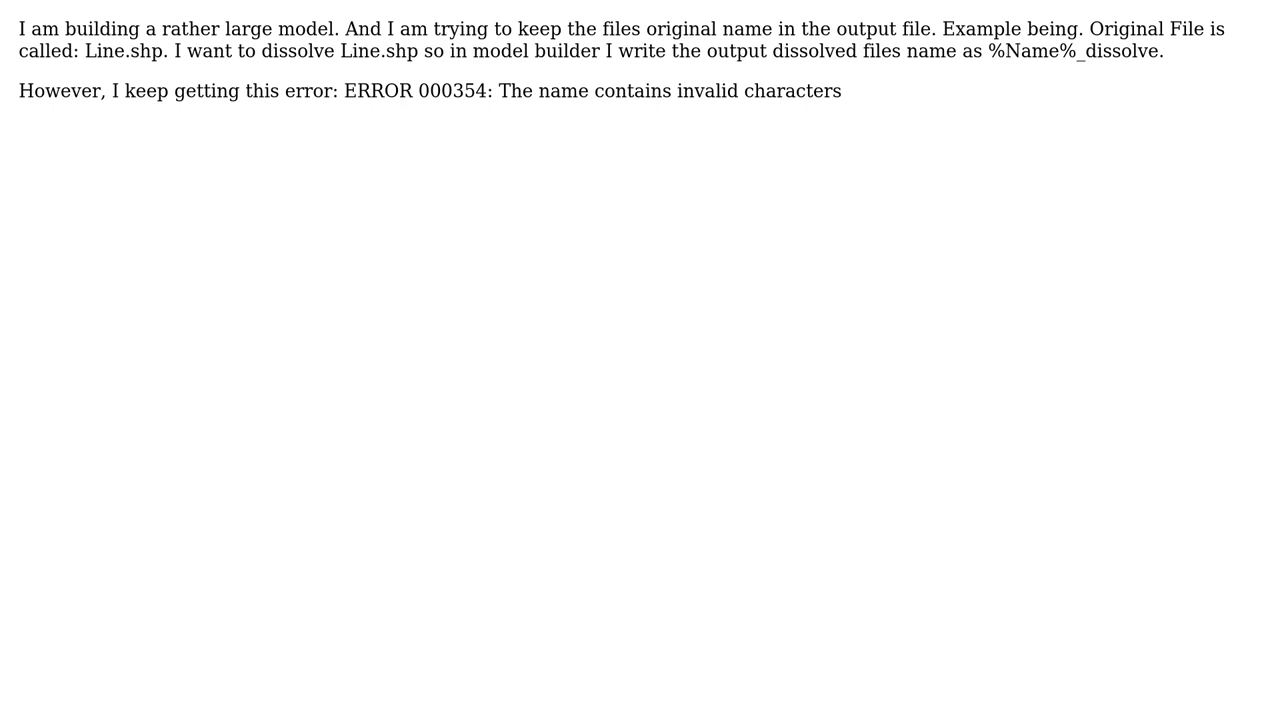 I am building a rather large model. And I am trying to keep the files original name in the output file. Example being. Original File is
called: Line.shp. I want to dissolve Line.shp so in model builder I write the output dissolved files name as %Name%_dissolve.
However, I keep getting this error: ERROR 000354: The name contains invalid characters